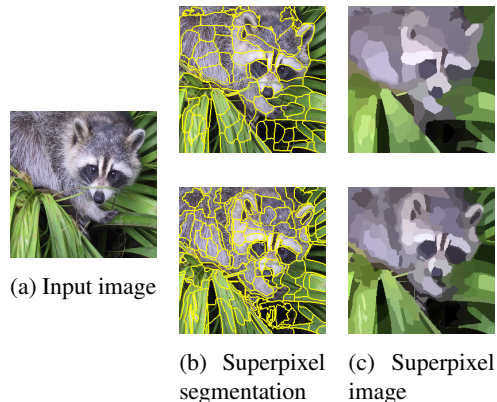 (a) Input image
(b) Superpixel
segmentation
(c) Superpixel
image